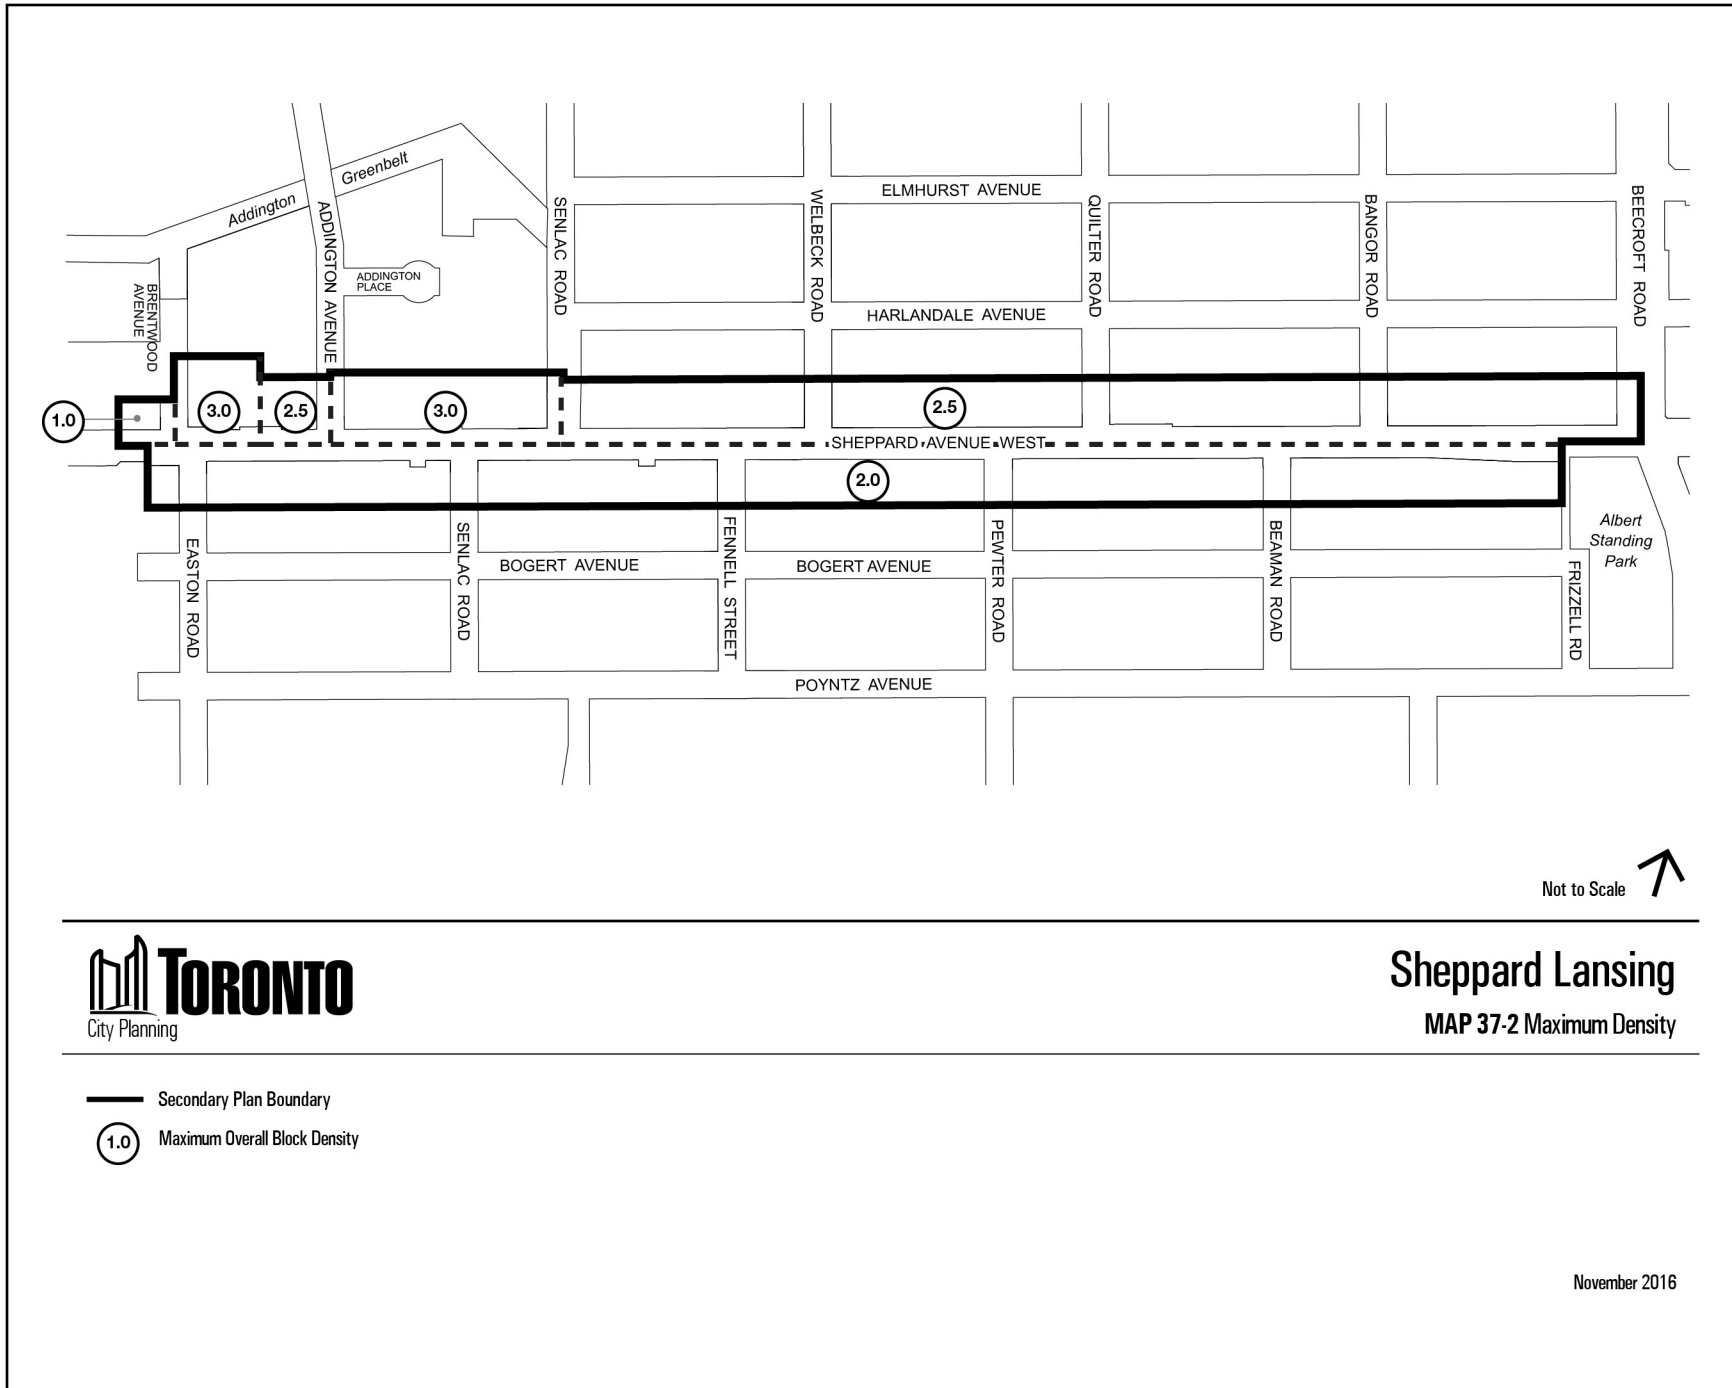 Addington Greenbelt
ADDINGTON AVENUE
ADDINGTON
PLACE
BRENTWOOD
AVENUE
SENLAC ROAD
WELBECK ROAD
ELMHURST AVENUE
QUILTER ROAD
BANGOR ROAD
BEECROFT ROAD
HARLANDALE AVENUE
1.0
3.0
2.5
3.0
2.5
SHEPPARD AVENUE WEST
2.0
EASTON ROAD
SENLAC ROAD
BOGERT AVENUE
FENNELL STREET
BOGERT AVENUE
PEWTER ROAD
BEAMAN ROAD
FRIZZELL RD
Albert
Standing
Park
POYNTZ AVENUE
Not to Scale
TORONTO
City Planning
Sheppard Lansing
MAP 37-2 Maximum Density
Secondary Plan Boundary
1.0 Maximum Overall Block Density
November 2016